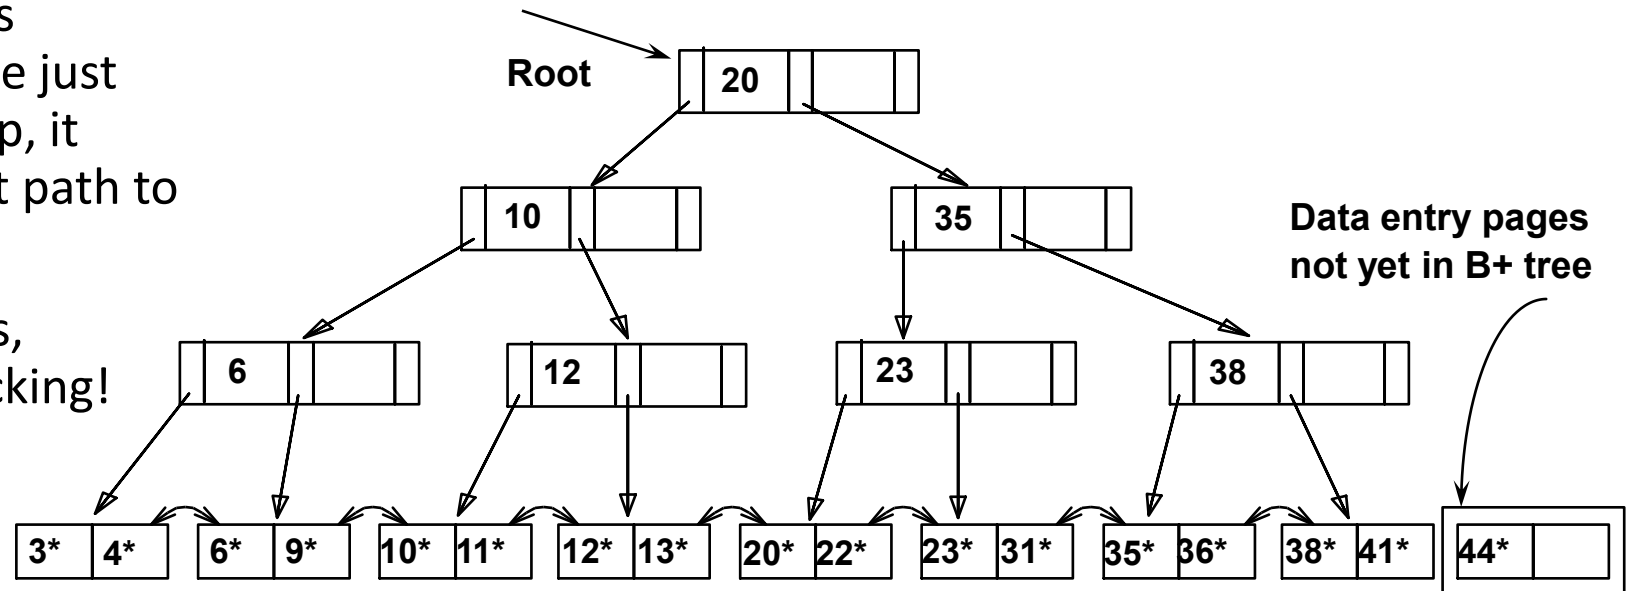 s
e just
p, it
t path to
s,
cking!
Root
20
10
35
Data entry pages
not yet in B+ tree
6
12
23
38
3* 4* 6* 9* 10* 11* 12* 13* 20* 22* 23* 31* 35* 36* 38* 41* 44*